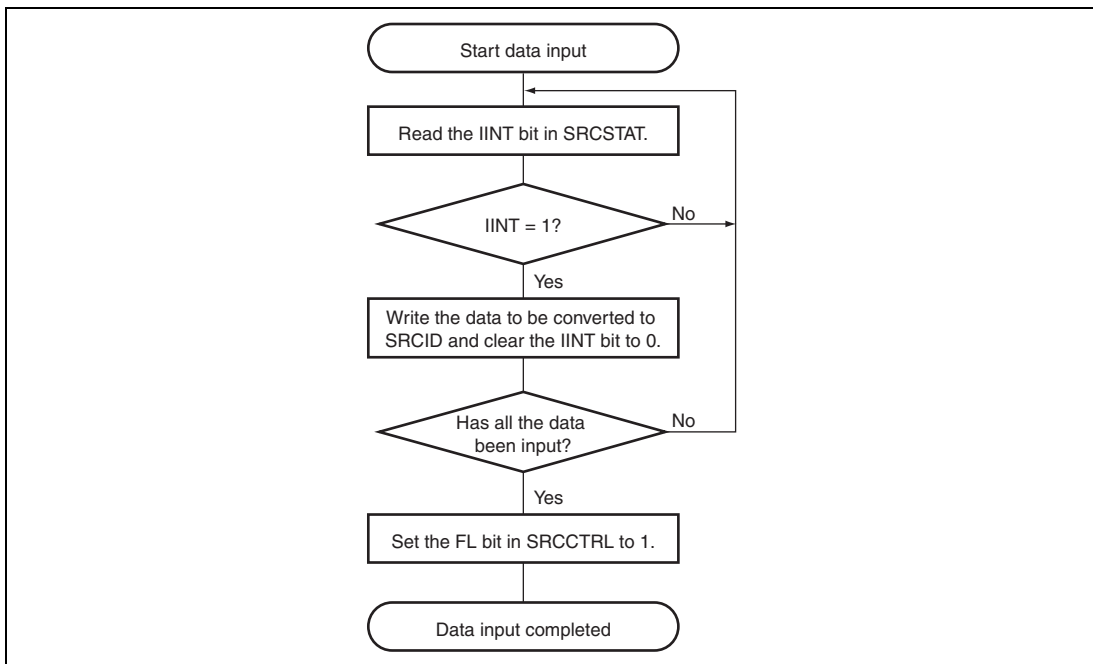 Start data input
Read the IINT bit in SRCSTAT.
IINT = 1?
No
Yes
Write the data to be converted to
SRCID and clear the IINT bit to 0.
Has all the data
been input?
No
Yes
Set the FL bit in SRCCTRL to 1.
Data input completed